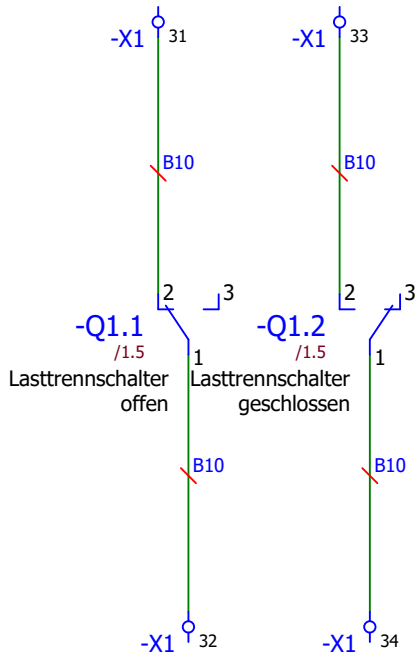 -X1 31 -X1 33
B10 B10
2 3 2 3
-Q1.1 -Q1.2
/1.5 1 /1.5 1
Lasttrennschalter Lasttrennschalter
offen geschlossen
B10 B10
-X1 32 -X1 34